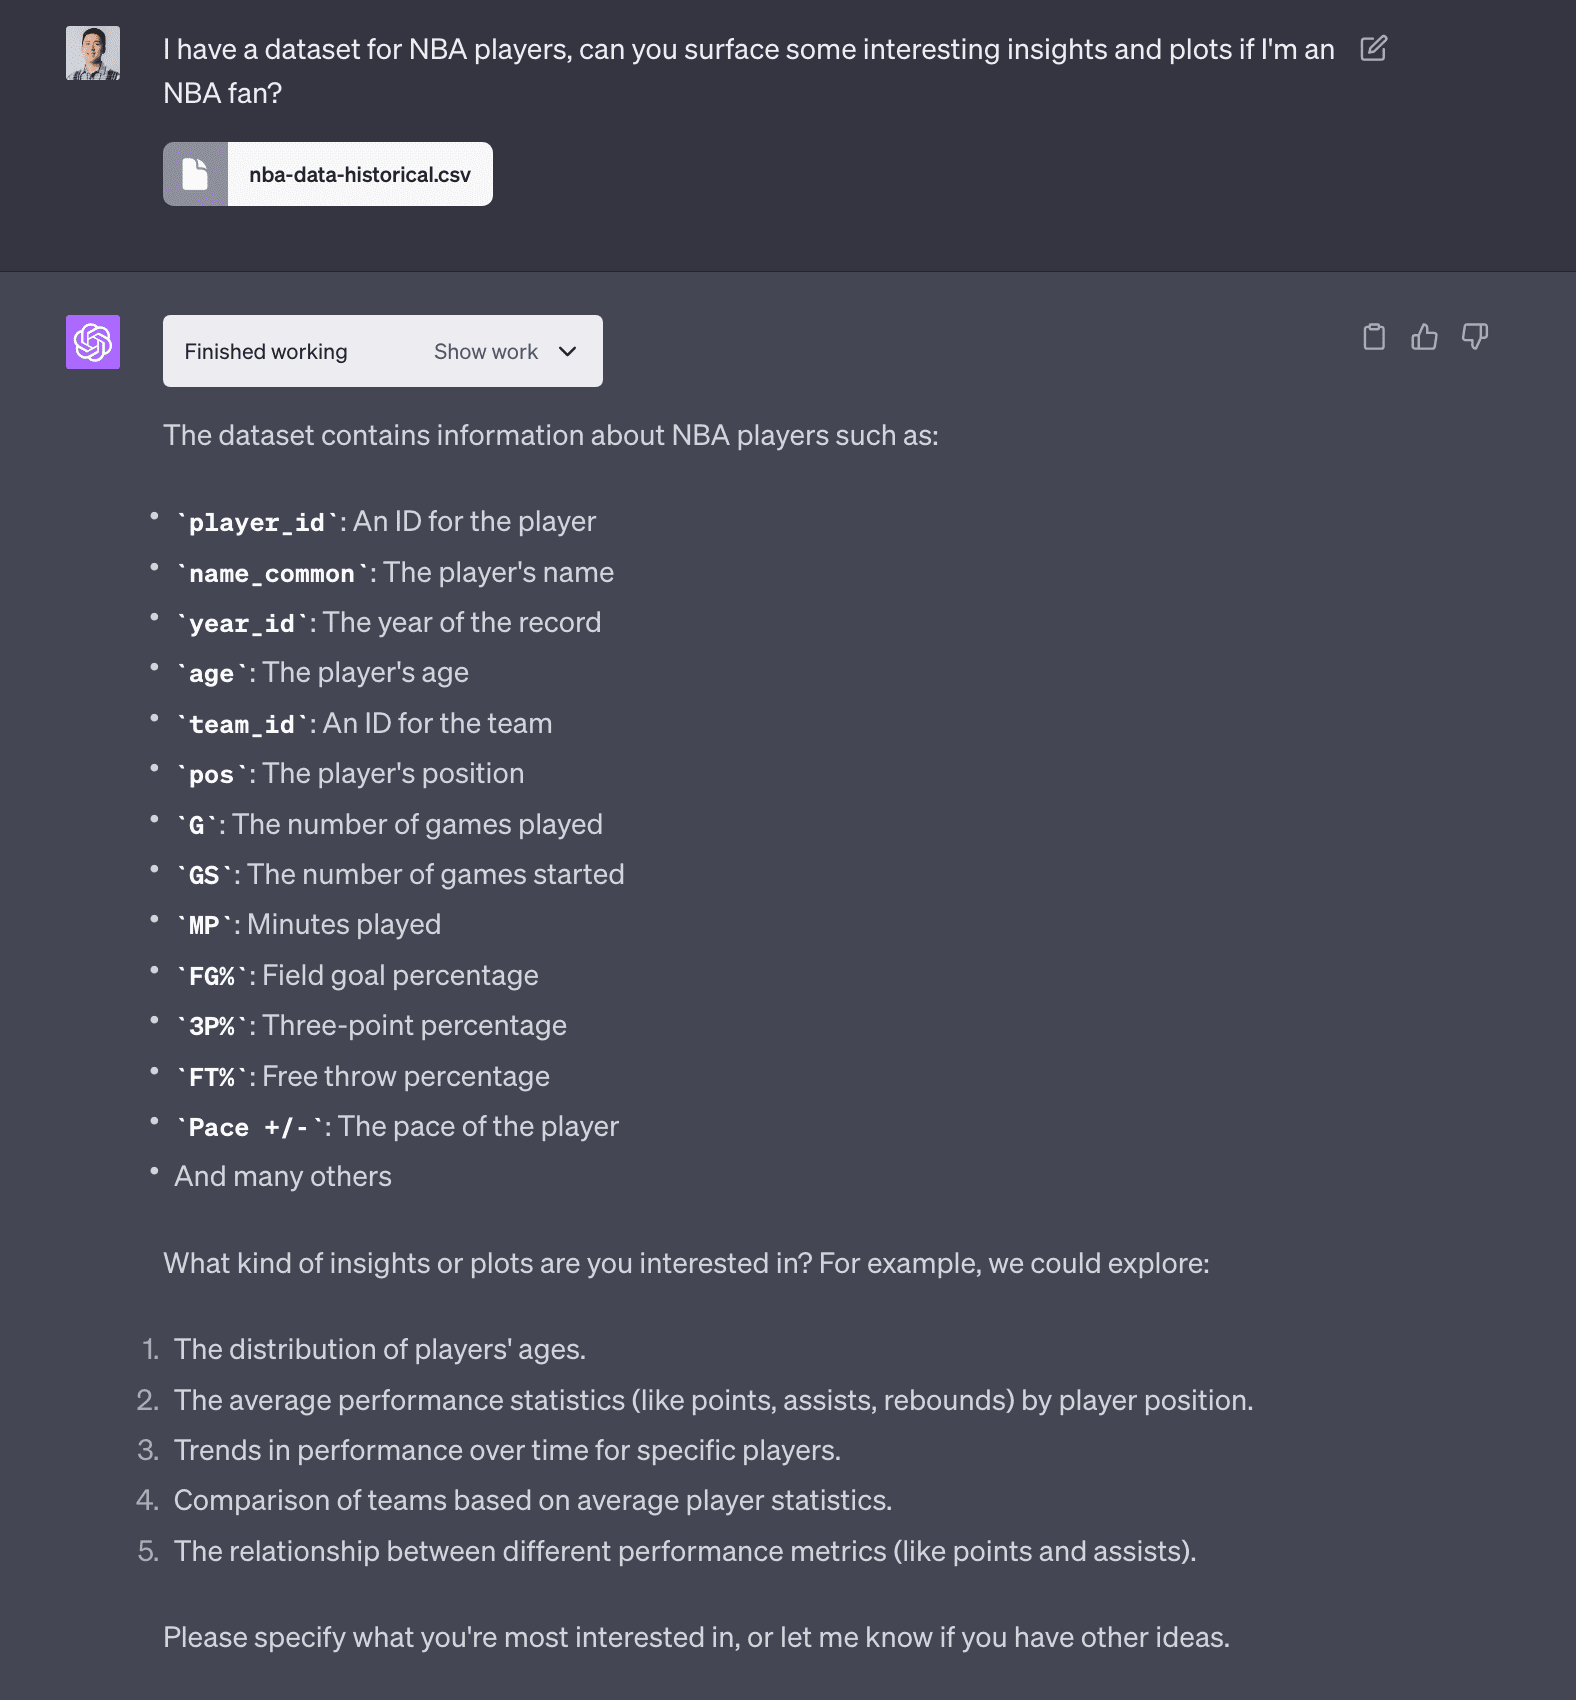 I have a dataset for NBA players, can you surface some interesting insights and plots if I'm an
NBA fan?
nba-data-historical.csv
Finished working Show work
The dataset contains information about NBA players such as:
• `player_id`: An ID for the player
• `name_common`: The player's name
• `year_id`: The year of the record
• `age`: The player's age
• `team_id`: An ID for the team
• `pos`: The player's position
• `G`: The number of games played
• `GS`: The number of games started
• `MP`: Minutes played
• `FG%`: Field goal percentage
• `3P%`: Three-point percentage
• `FT%`: Free throw percentage
• `Pace +/-`: The pace of the player
• And many others
What kind of insights or plots are you interested in? For example, we could explore:
1. The distribution of players' ages.
2. The average performance statistics (like points, assists, rebounds) by player position.
3. Trends in performance over time for specific players.
4. Comparison of teams based on average player statistics.
5. The relationship between different performance metrics (like points and assists).
Please specify what you're most interested in, or let me know if you have other ideas.